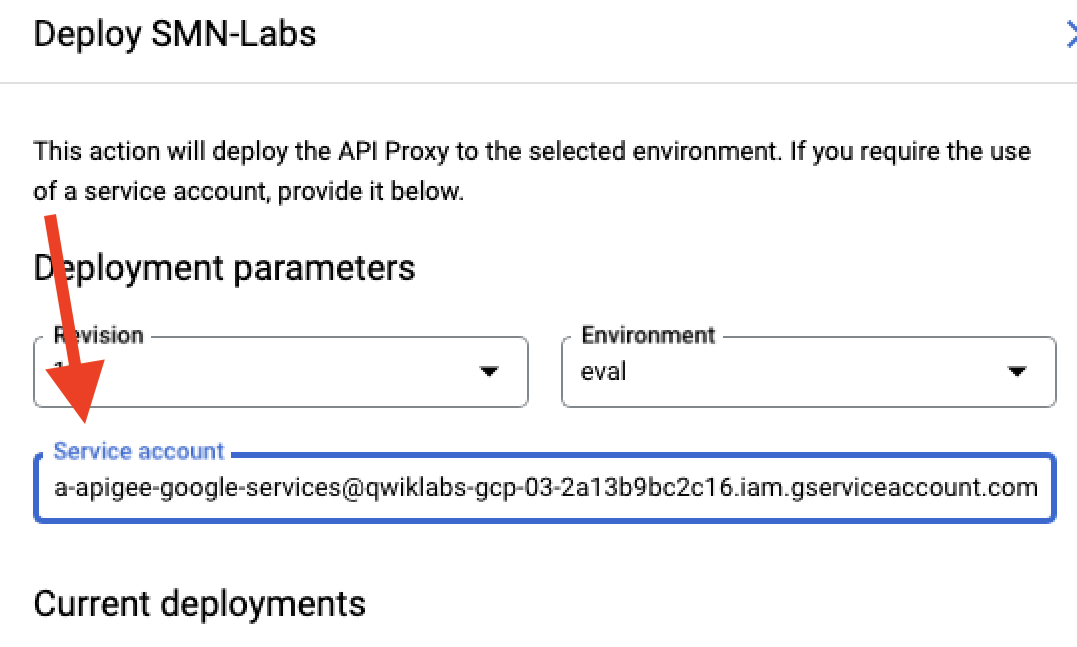 Deploy SMN-Labs
This action will deploy the API Proxy to the selected environment. If you require the use
of a service account, provide it below.
Deployment parameters
Revision
Environment
eval
Service account
a-apigee-google-services@qwiklabs-gcp-03-2a13b9bc2c16.iam.gserviceaccount.com
Current deployments